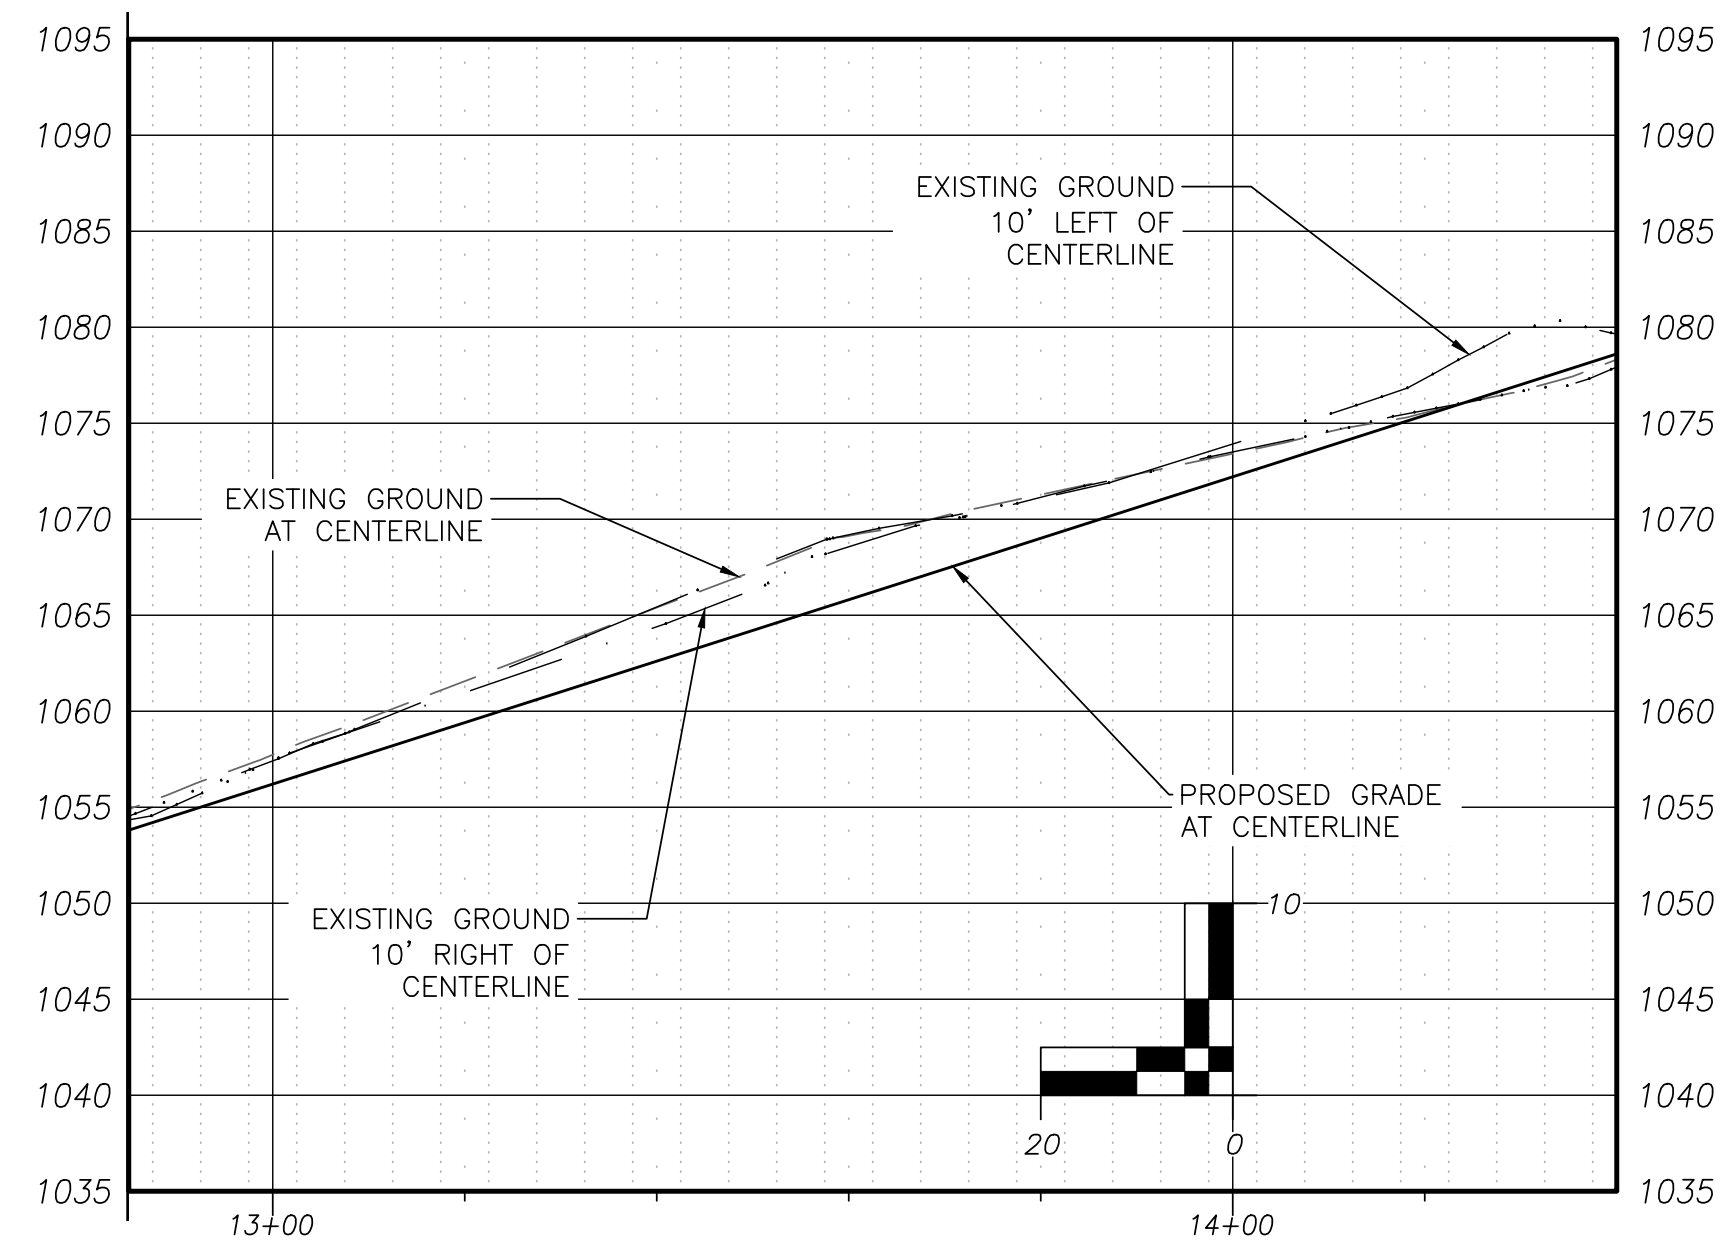 1095 1095
1090 1090
EXISTING GROUND
10' LEFT OF
CENTERLINE
1085 1085
1080 1080
1075 1075
EXISTING GROUND
AT CENTERLINE
1070 1070
1065 1065
1060 1060
PROPOSED GRADE
AT CENTERLINE
1055 1055
1050 10 1050
EXISTING GROUND
10' RIGHT OF
CENTERLINE
1045 1045
1040 1040
20 0
1035 1035
13+00 14+00